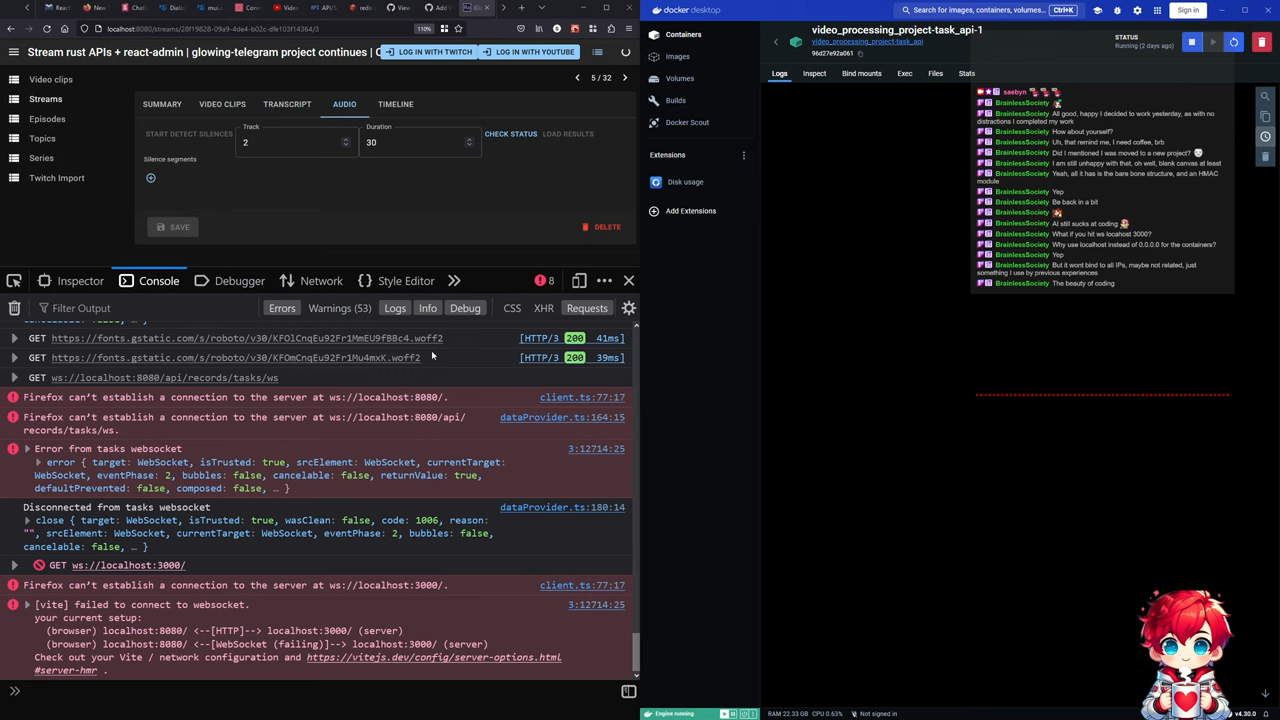 localhost:8080/streams/28f19828-09a9-4de4-b02c-dfe103f14364/3
110%
Stream rust APIs
stream project continues |
LOG IN WITH TWITCH
LOG IN WITH YOUTUBE
Video clips
Streams
Episodes
Topics
Series
Twitch Import
5 / 32
SUMMARY
VIDEO CLIPS
TRANSCRIPT
AUDIO
TIMELINE
START DETECT SILENCES
Track
2
Duration
30
CHECK STATUS
LOAD RESULTS
Silence segments
SAVE
DELETE
Inspector
Console
Debugger
Network
Style Editor
8
Filter Output
Errors
Warnings (53)
Logs
Info
Debug
CSS
XHR
Requests
GET https://fonts.gstatic.com/s/roboto/v30/KFOlCnqEu92Fr1MmEU9fBBc4.woff2 [HTTP/3 200 41ms]
GET https://fonts.gstatic.com/s/roboto/v30/KFOmCnqEu92Fr1Mu4mxK.woff2 [HTTP/3 200 39ms]
GET ws://localhost:8080/api/records/tasks/ws
Firefox can't establish a connection to the server at ws://localhost:8080/. client.ts:77:17
Firefox can't establish a connection to the server at ws://localhost:8080/api/ dataProvider.ts:164:15
records/tasks/ws.
Error from tasks websocket 3:12714:25
error { target: WebSocket, isTrusted: true, srcElement: WebSocket, currentTarget:
WebSocket, eventPhase: 2, bubbles: false, cancelable: false, returnValue: true,
defaultPrevented: false, composed: false, … }
Disconnected from tasks websocket dataProvider.ts:180:14
close { target: WebSocket, isTrusted: true, wasClean: false, code: 1006, reason:
"", srcElement: WebSocket, currentTarget: WebSocket, eventPhase: 2, bubbles: false,
cancelable: false, … }
GET ws://localhost:3000/
Firefox can't establish a connection to the server at ws://localhost:3000/. client.ts:77:17
[vite] failed to connect to websocket. 3:12714:25
your current setup:
(browser) localhost:8080/ <--[HTTP]--> localhost:3000/ (server)
(browser) localhost:8080/ <--[WebSocket (failing)]--> localhost:3000/ (server)
Check out your Vite / network configuration and https://vitejs.dev/config/server-options.html
#server-hmr .
docker desktop
Search for images, containers, volumes...
Ctrl+K
Sign in
Containers
Images
Volumes
Builds
Docker Scout
Extensions
Disk usage
Add Extensions
video_processing_project-task_api-1
video_processing_project-task_api
96d27e92a061
STATUS
Running (2 days ago)
Logs
Inspect
Bind mounts
Exec
Files
Stats
saebyn
BrainlessSociety
BrainlessSociety All good, happy I decided to work yesterday, as with no
distractions I completed my work
BrainlessSociety How about yourself?
BrainlessSociety Uh, that remind me, I need coffee, brb
BrainlessSociety Did I mentioned I was moved to a new project?
BrainlessSociety I am still unhappy with that, oh well, blank canvas at least
BrainlessSociety Yeah, all it has is the bare bone structure, and an HMAC
module
BrainlessSociety Yep
BrainlessSociety Be back in a bit
BrainlessSociety
BrainlessSociety AI still sucks at coding
BrainlessSociety What if you hit ws locahost 3000?
BrainlessSociety Why use localhost instead of 0.0.0.0 for the containers?
BrainlessSociety Yep
BrainlessSociety But it wont bind to all IPs, maybe not related, just
something I use by previous experiences
BrainlessSociety The beauty of coding
Engine running
RAM 22.33 GB CPU 0.63%
Not signed in
v4.30.0